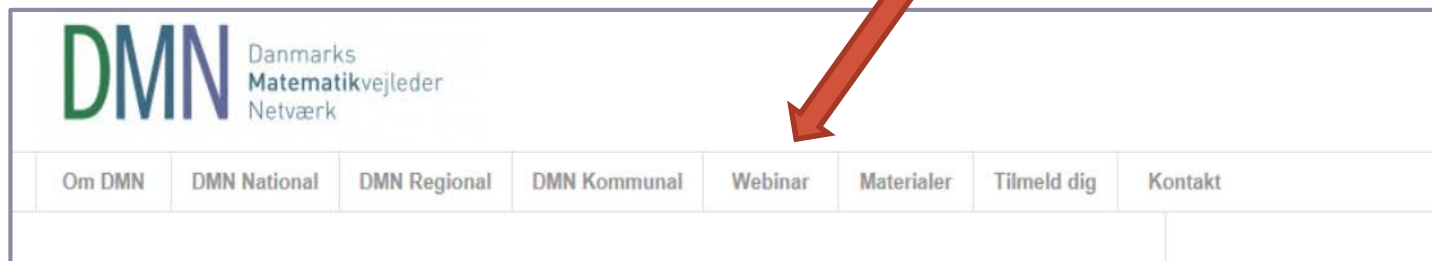 DMN
Danmarks
Matematikvejleder
Netværk
Om DMN DMN National DMN Regional DMN Kommunal Webinar Materialer Tilmeld dig Kontakt